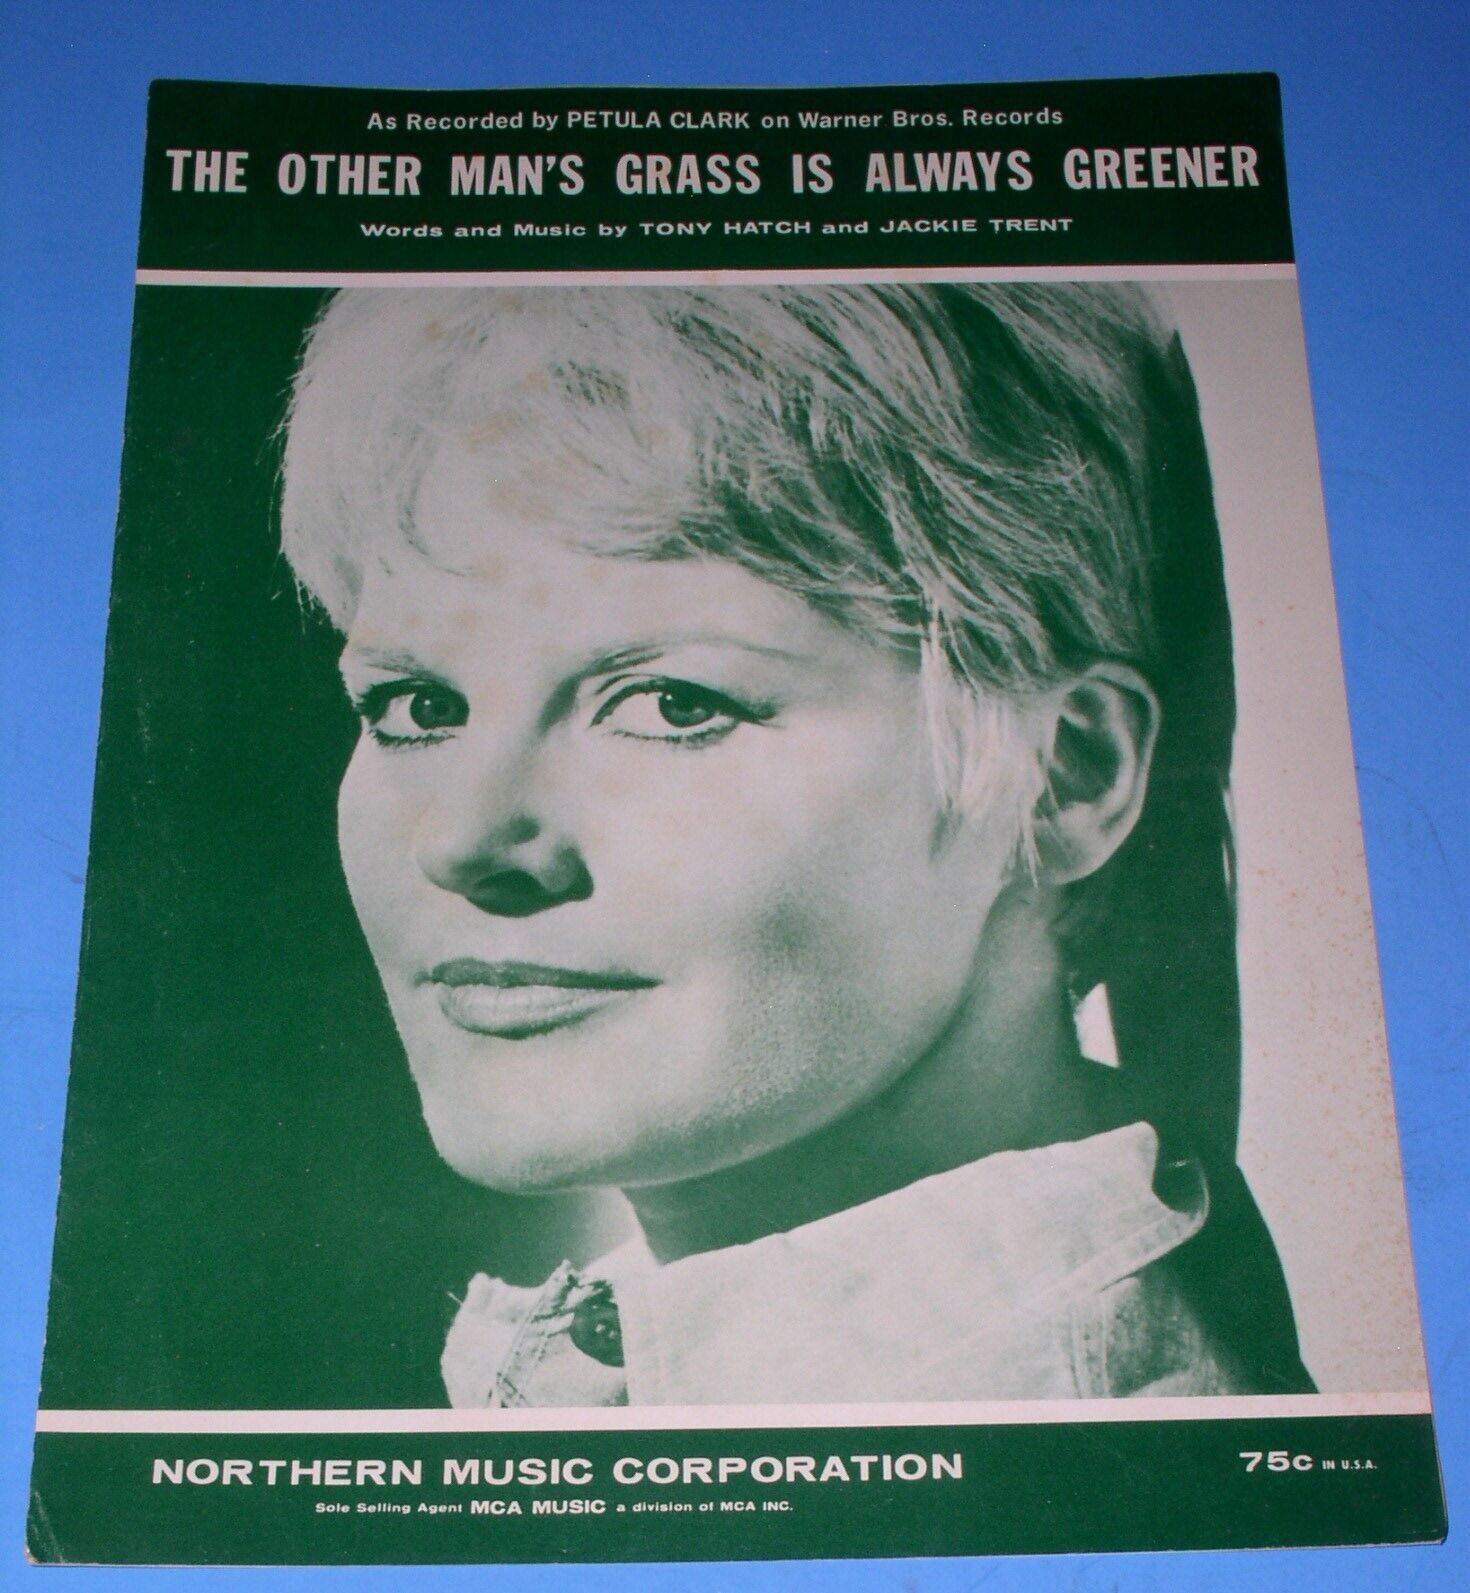 As Recorded by PETULA CLARK on Warner Bros. Records
THE OTHER MAN'S GRASS IS ALWAYS GREENER
Words and Music by TONY HATCH and JACKIE TRENT
NORTHERN MUSIC CORPORATION
75c IN U.S.A.
Sole Selling Agent MCA MUSIC a division of MCA INC.